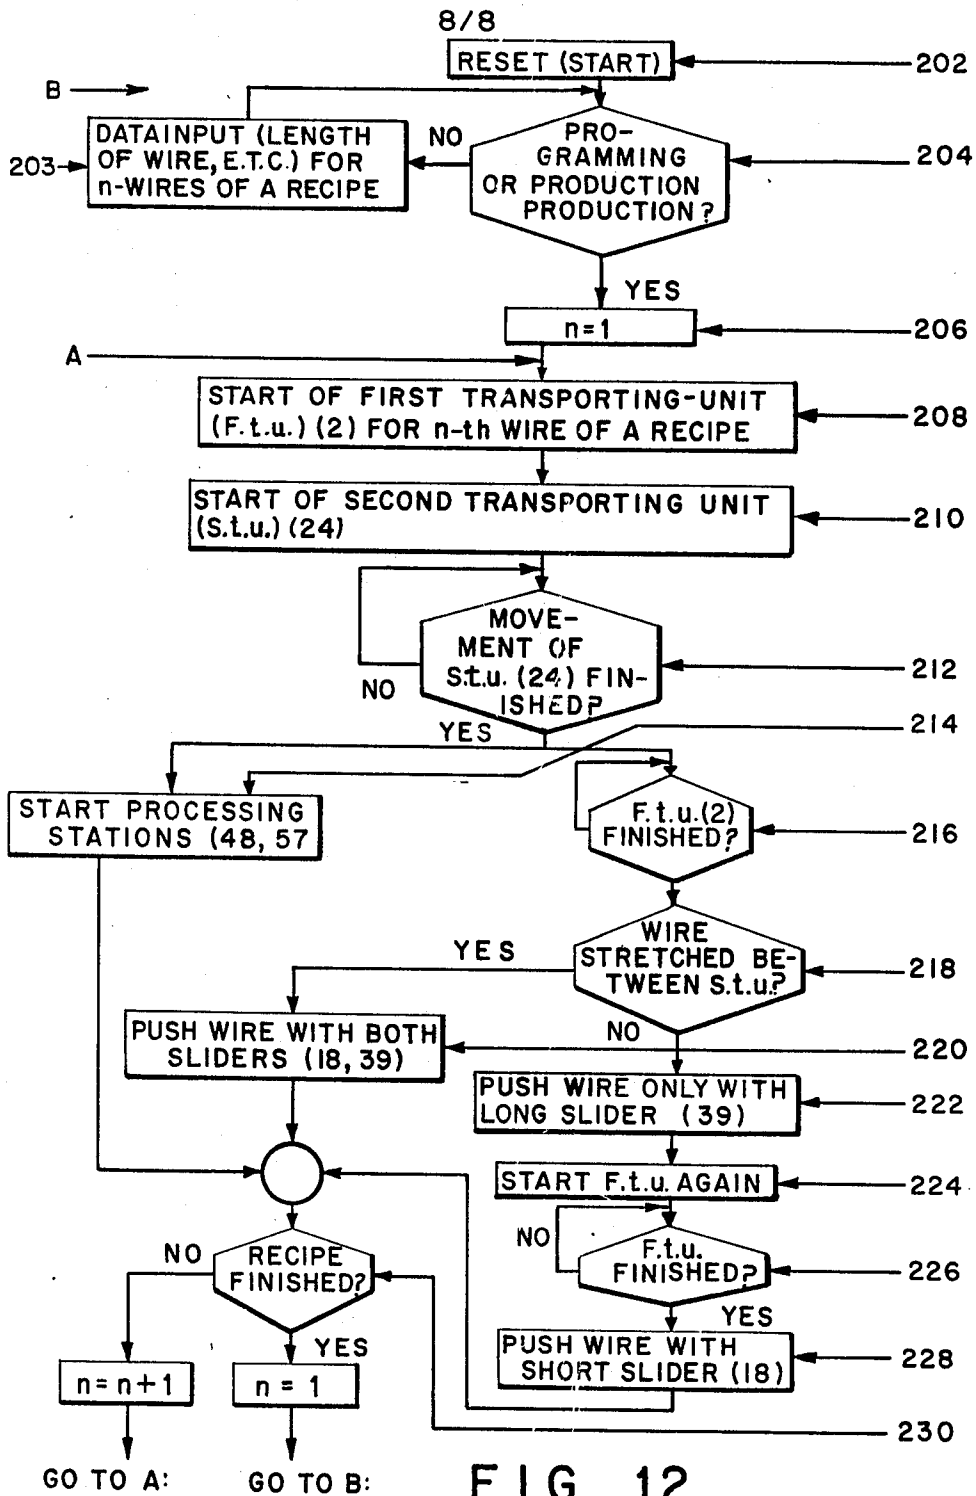 8/8
RESET (START)
202
B
DATAINPUT (LENGTH
OF WIRE, E.T.C.) FOR
n-WIRES OF A RECIPE
203
NO
PRO-
GRAMMING
OR PRODUCTION
PRODUCTION?
204
YES
n=1
206
A
START OF FIRST TRANSPORTING-UNIT
(F.t.u.) (2) FOR n-th WIRE OF A RECIPE
208
START OF SECOND TRANSPORTING UNIT
(S.t.u.) (24)
210
MOVE-
MENT OF
S.t.u. (24) FIN-
ISHED?
212
NO
YES
214
START PROCESSING
STATIONS (48, 57
F.t.u.(2)
FINISHED?
216
WIRE
STRETCHED BE-
TWEEN S.t.u.?
218
YES
NO
PUSH WIRE WITH BOTH
SLIDERS (18, 39)
220
PUSH WIRE ONLY WITH
LONG SLIDER (39)
222
START F.t.u. AGAIN
224
NO
F.t.u.
FINISHED?
226
YES
NO
RECIPE
FINISHED?
YES
PUSH WIRE WITH
SHORT SLIDER (18)
228
n=n+1
n = 1
230
GO TO A:
GO TO B:
FIG 12